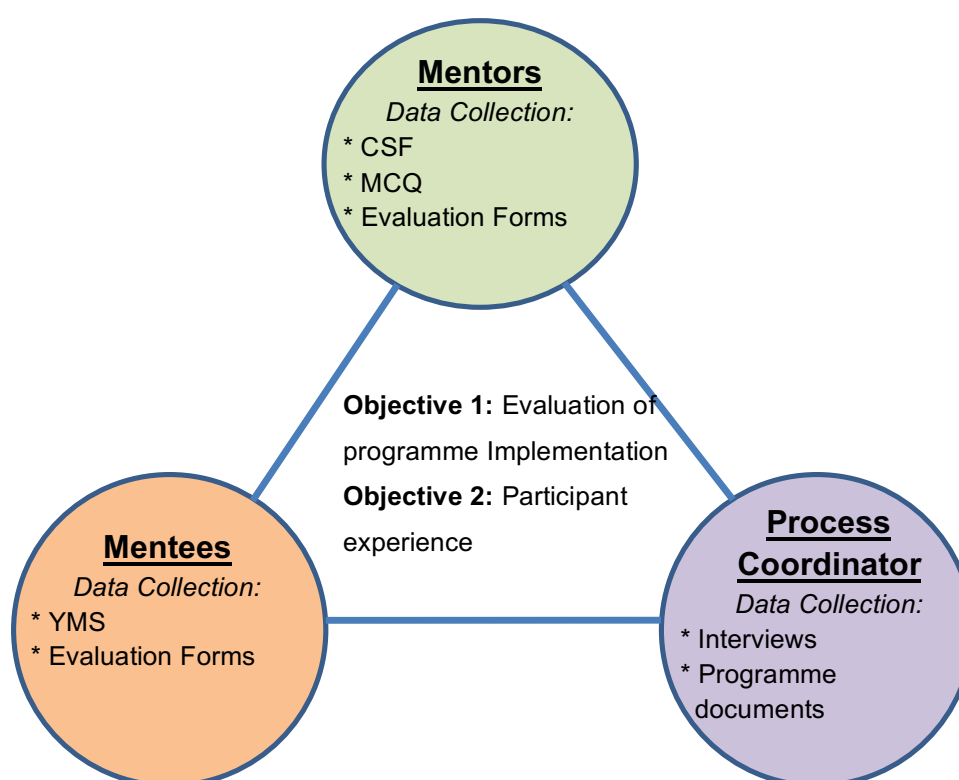 Mentors
Data Collection:
* CSF
* MCQ
* Evaluation Forms
Objective 1: Evaluation of
programme Implementation
Objective 2: Participant
experience
Mentees
Data Collection:
* YMS
* Evaluation Forms
Process
Coordinator
Data Collection:
* Interviews
* Programme
documents